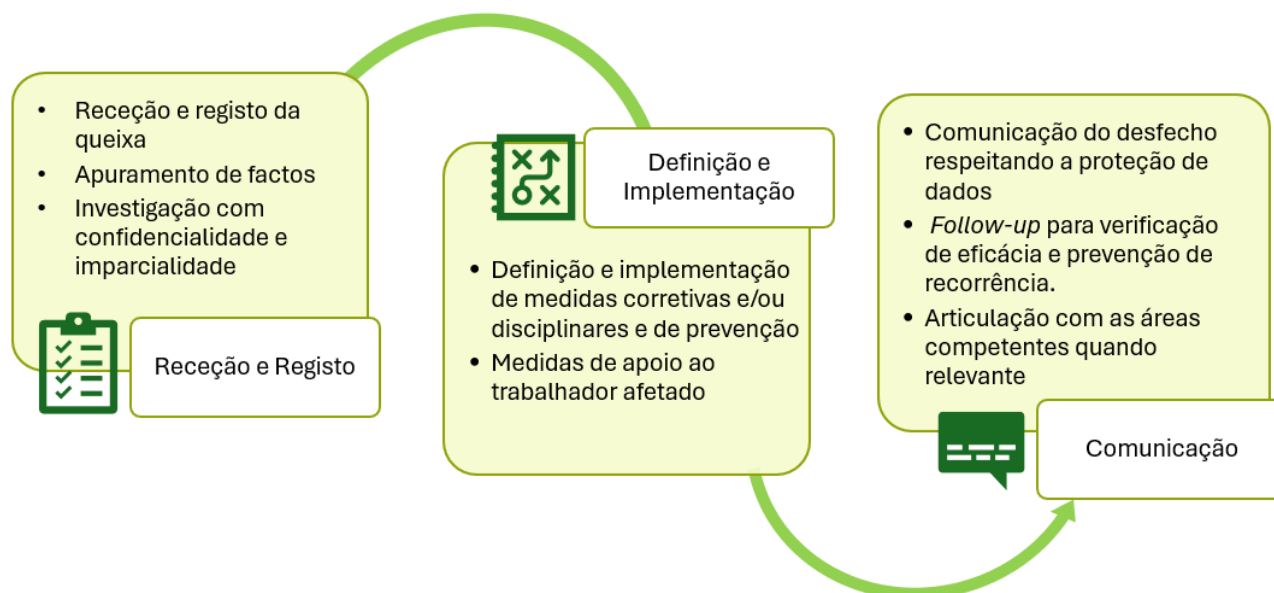 • Receção e registo da
queixa
• Apuramento de factos
• Investigação com
confidencialidade e
imparcialidade
Receção e Registo
Definição e
Implementação
• Definição e implementação
de medidas corretivas e/ou
disciplinares e de prevenção
• Medidas de apoio ao
trabalhador afetado
• Comunicação do desfecho
respeitando a proteção de
dados
• Follow-up para verificação
de eficácia e prevenção de
recorrência.
• Articulação com as áreas
competentes quando
relevante
Comunicação